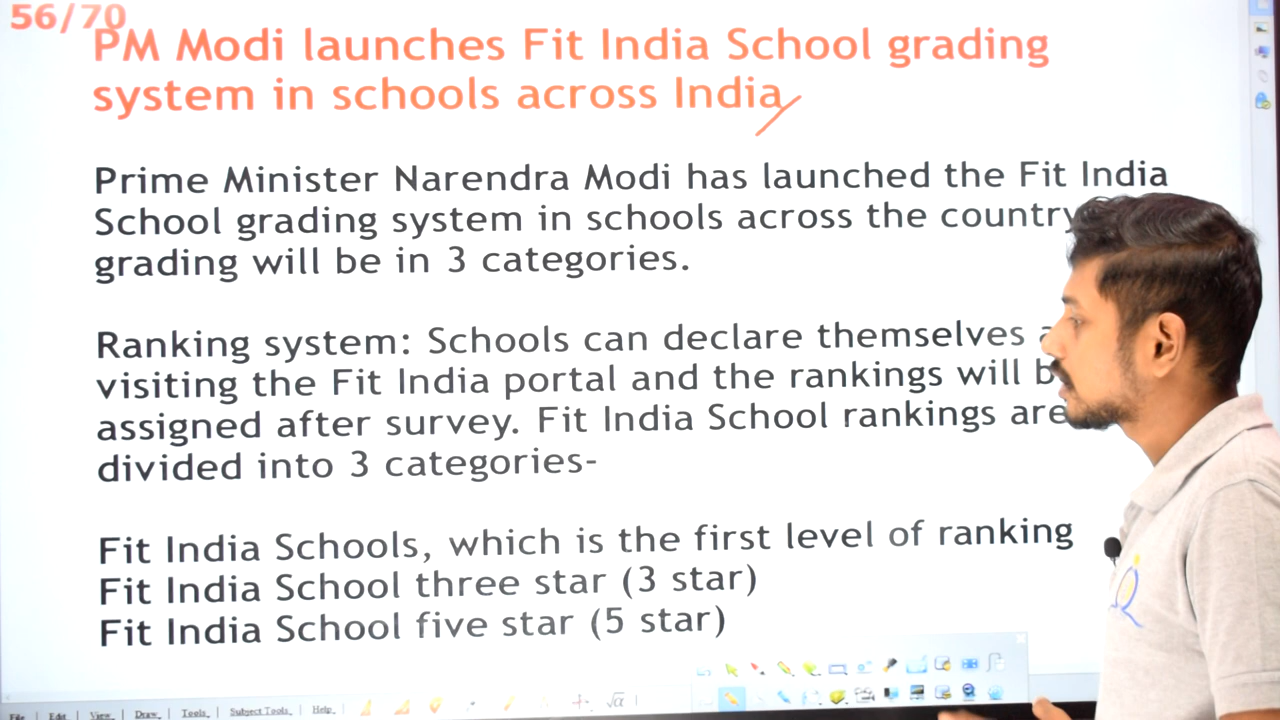 56/70
PM Modi launches Fit India School grading
system in schools across India
Prime Minister Narendra Modi has launched the Fit India
School grading system in schools across the country
grading will be in 3 categories.
Ranking system: Schools can declare themselves
visiting the Fit India portal and the rankings will
assigned after survey. Fit India School rankings are
divided into 3 categories-
Fit India Schools, which is the first level of ranking
Fit India School three star (3 star)
Fit India School five star (5 star)
File Edit View Draw Tools Subject Tools Help